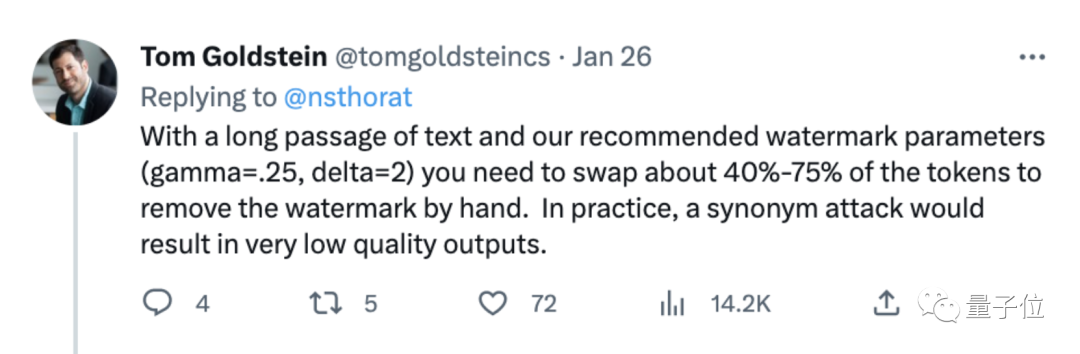 Tom Goldstein @tomgoldsteincs · Jan 26
Replying to @nsthorat
With a long passage of text and our recommended watermark parameters
(gamma=.25, delta=2) you need to swap about 40%-75% of the tokens to
remove the watermark by hand.  In practice, a synonym attack would
result in very low quality outputs.
4 5 72 14.2K 量子位